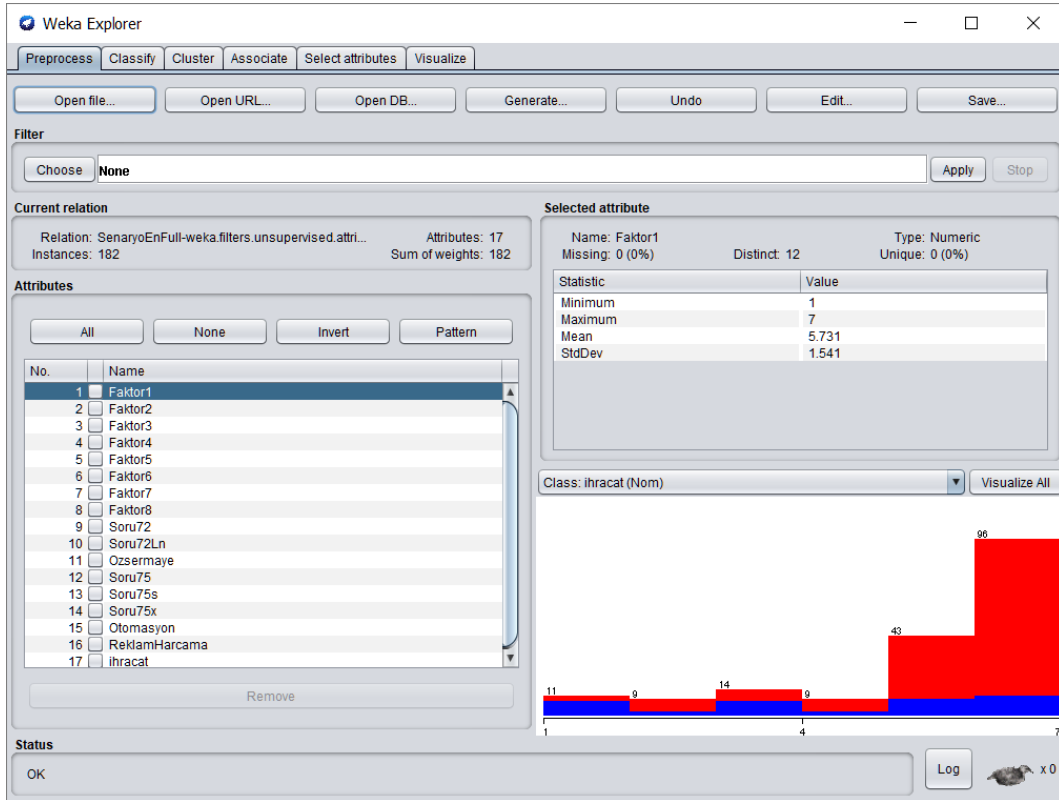 Weka Explorer
Preprocess Classify Cluster Associate Select attributes Visualize
Open file... Open URL... Open DB... Generate... Undo Edit... Save...
Filter
Choose None Apply Stop
Current relation
Relation: SenaryoEnFull-weka.filters.unsupervised.attri... Attributes: 17
Instances: 182 Sum of weights: 182
Attributes
All None Invert Pattern
No. Name
1 Faktor1
2 Faktor2
3 Faktor3
4 Faktor4
5 Faktor5
6 Faktor6
7 Faktor7
8 Faktor8
9 Soru72
10 Soru72Ln
11 Ozsermaye
12 Soru75
13 Soru75s
14 Soru75x
15 Otomasyon
16 ReklamHarcama
17 ihracat
Remove
Selected attribute
Name: Faktor1 Type: Numeric
Missing: 0 (0%) Distinct: 12 Unique: 0 (0%)
Statistic Value
Minimum 1
Maximum 7
Mean 5.731
StdDev 1.541
Class: ihracat (Nom) Visualize All
96
43
11 9 14 9
1 4 7
Status
OK
Log x 0